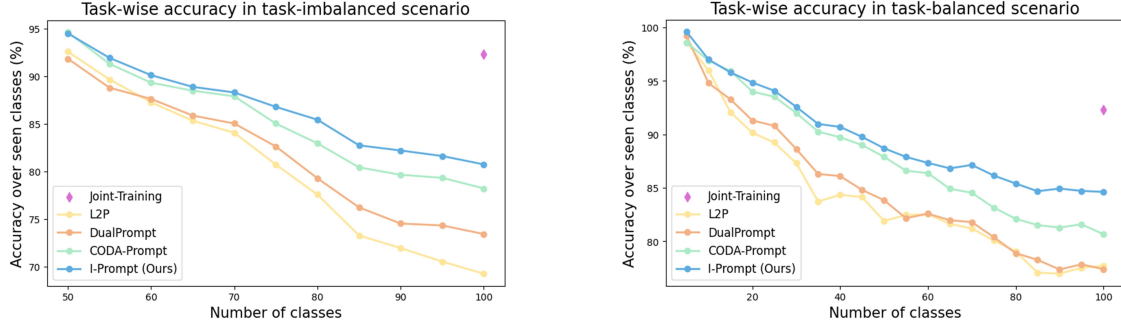 Task-wise accuracy in task-imbalanced scenario
Accuracy over seen classes (%)
95
90
85
80
75
70
Joint-Training
L2P
DualPrompt
CODA-Prompt
I-Prompt (Ours)
50
60
70
80
90
100
Number of classes
Task-wise accuracy in task-balanced scenario
Accuracy over seen classes (%)
100
95
90
85
80
Joint-Training
L2P
DualPrompt
CODA-Prompt
I-Prompt (Ours)
20
40
60
80
100
Number of classes